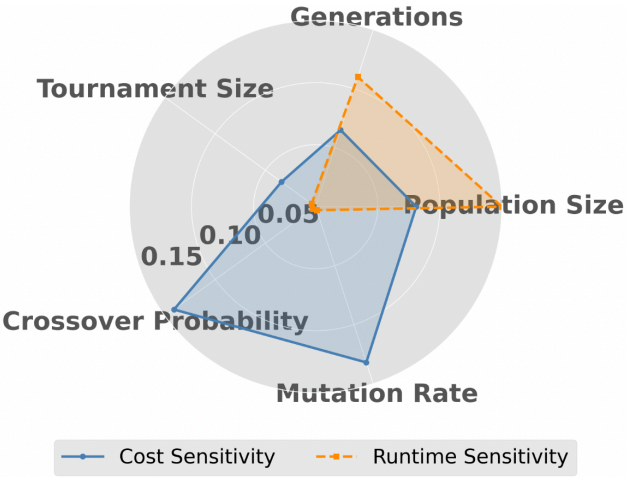 Generations
Tournament Size
Population Size
0.05
0.10
0.15
Crossover Probability
Mutation Rate
Cost Sensitivity
Runtime Sensitivity